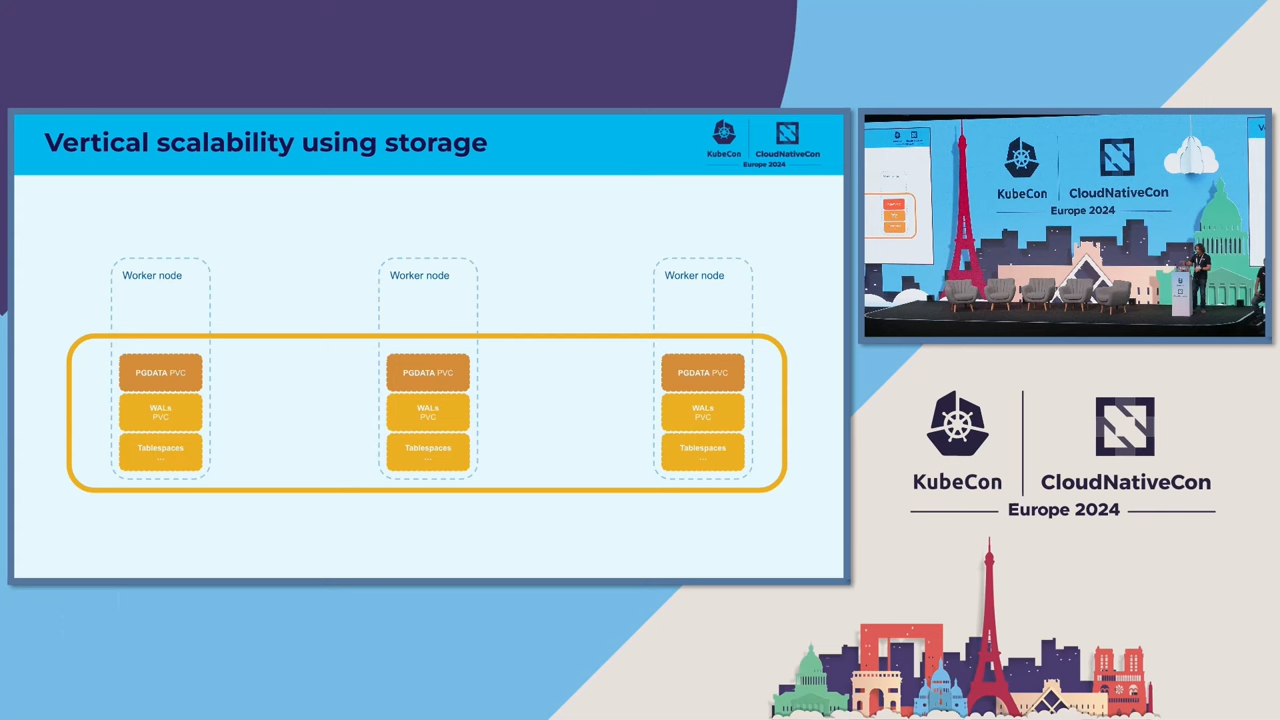 Vertical scalability using storage
KubeCon
CloudNativeCon
Europe 2024
Worker node
PGDATA PVC
WALs
PVC
Tablespaces
...
Worker node
PGDATA PVC
WALs
PVC
Tablespaces
...
Worker node
PGDATA PVC
WALs
PVC
Tablespaces
...
KubeCon
CloudNativeCon
Europe 2024
KubeCon
CloudNativeCon
Europe 2024